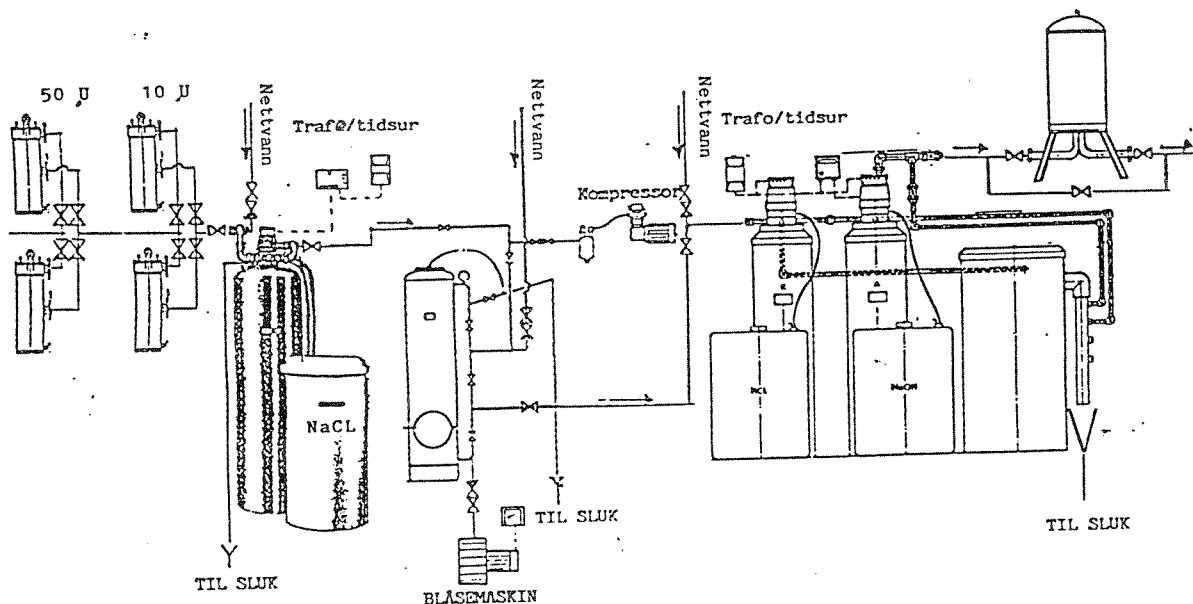 50 µ
10 µ
Nettvann
Trafo/tidsur
Nettvann
Kompressor
Nettvann
Trafo/tidsur
NaCL
HCL
NaOH
K
A
TIL SLUK
TIL SLUK
TIL SLUK
BLÅSEMASKIN